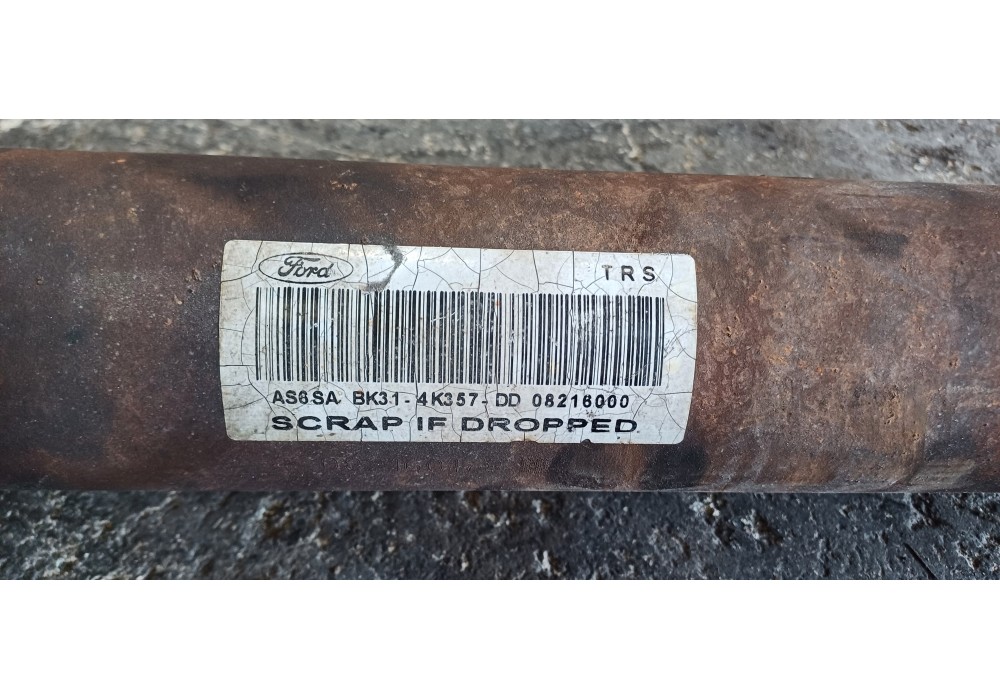 Ford TRS
AS6SA BK31-4K357-DD 08216000
SCRAP IF DROPPED